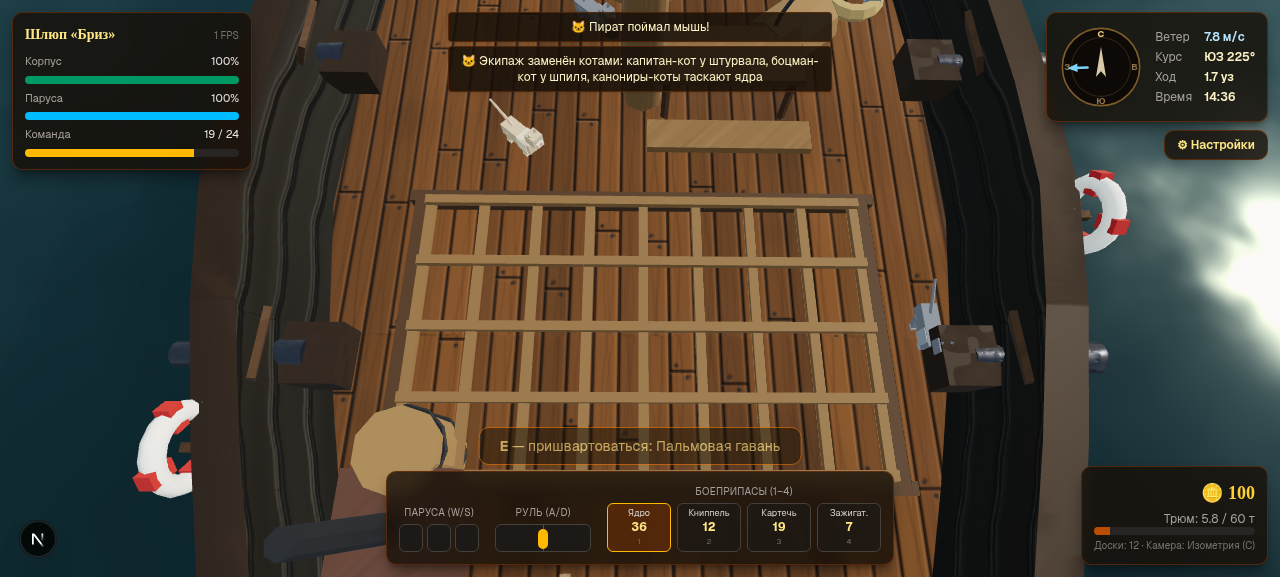 Шлюп «Бриз»
1 FPS
Корпус 100%
Паруса 100%
Команда 19 / 24
🐱 Пират поймал мышь!
🐱 Экипаж заменён котами: капитан-кот у штурвала, боцман-
кот у шпиля, канониры-коты таскают ядра
С
З
В
Ю
Ветер 7.8 м/с
Курс ЮЗ 225°
Ход 1.7 уз
Время 14:36
⚙ Настройки
E — пришвартоваться: Пальмовая гавань
ПАРУСА (W/S)
РУЛЬ (A/D)
БОЕПРИПАСЫ (1–4)
Ядро
36
1
Книппель
12
2
Картечь
19
3
Зажигат.
7
4
🪙 100
Трюм: 5.8 / 60 т
Доски: 12 · Камера: Изометрия (C)
N